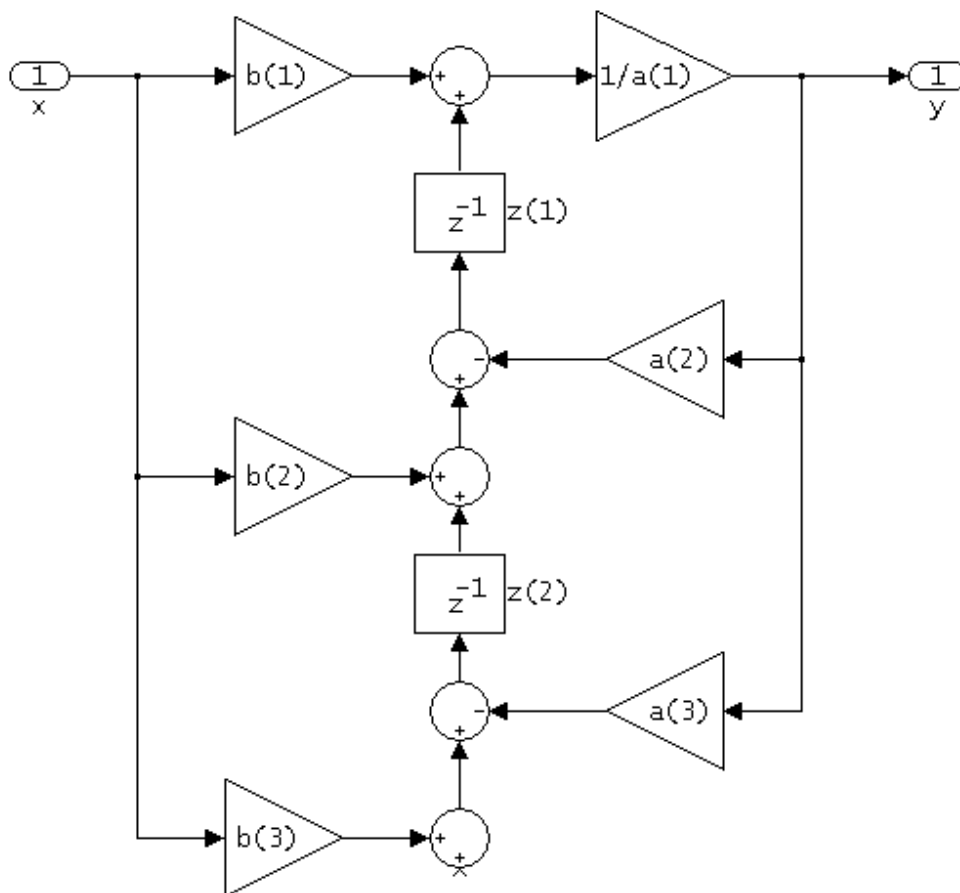 1
x
b(1)
+
+
1/a(1)
1
y
z^-1
z(1)
-
+
a(2)
b(2)
+
+
z^-1
z(2)
-
+
a(3)
b(3)
+
+